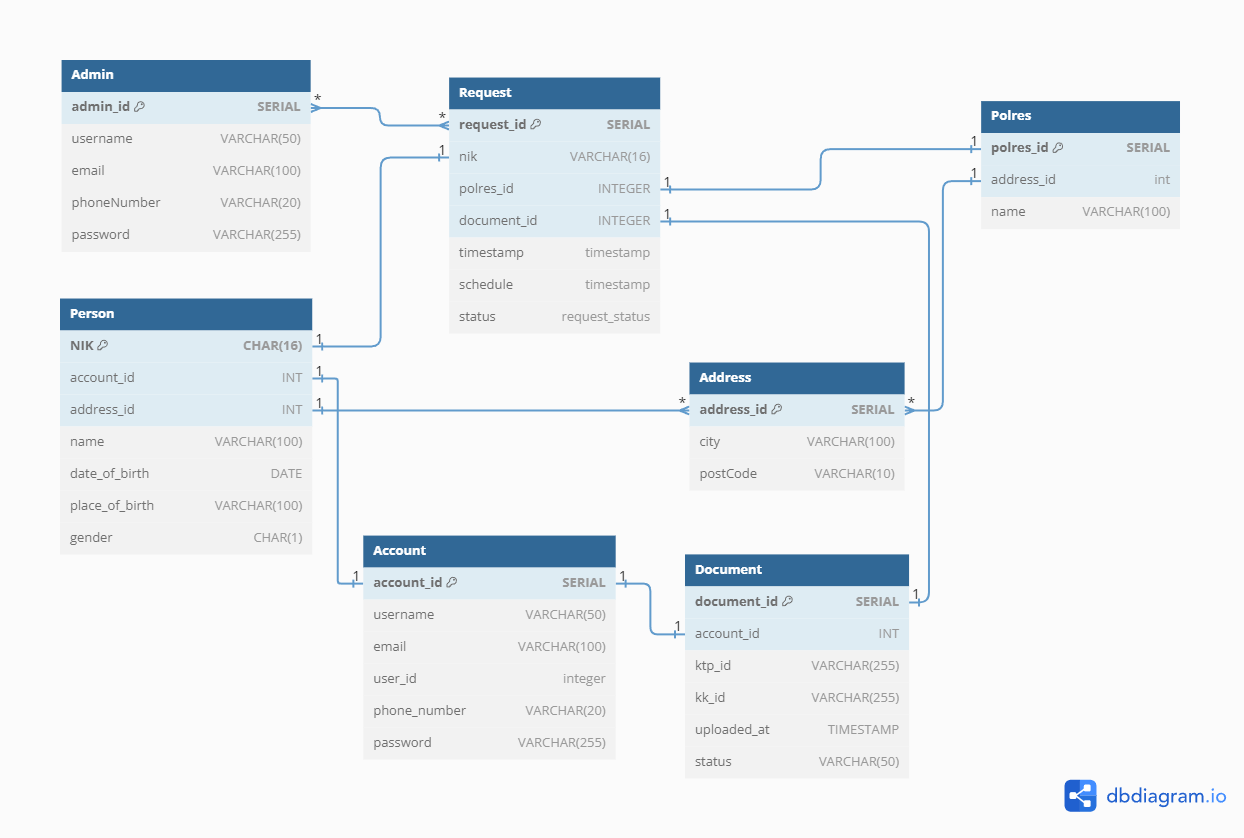 Admin
admin_id SERIAL
username VARCHAR(50)
email VARCHAR(100)
phoneNumber VARCHAR(20)
password VARCHAR(255)
* *
Request
request_id SERIAL
nik VARCHAR(16)
polres_id INTEGER
document_id INTEGER
timestamp timestamp
schedule timestamp
status request_status
1 1 1
Polres
polres_id SERIAL
address_id int
name VARCHAR(100)
1 1
Person
NIK CHAR(16)
account_id INT
address_id INT
name VARCHAR(100)
date_of_birth DATE
place_of_birth VARCHAR(100)
gender CHAR(1)
1 1 1
Address
address_id SERIAL
city VARCHAR(100)
postCode VARCHAR(10)
* *
Account
account_id SERIAL
username VARCHAR(50)
email VARCHAR(100)
user_id integer
phone_number VARCHAR(20)
password VARCHAR(255)
1 1
Document
document_id SERIAL
account_id INT
ktp_id VARCHAR(255)
kk_id VARCHAR(255)
uploaded_at TIMESTAMP
status VARCHAR(50)
1 1
dbdiagram.io